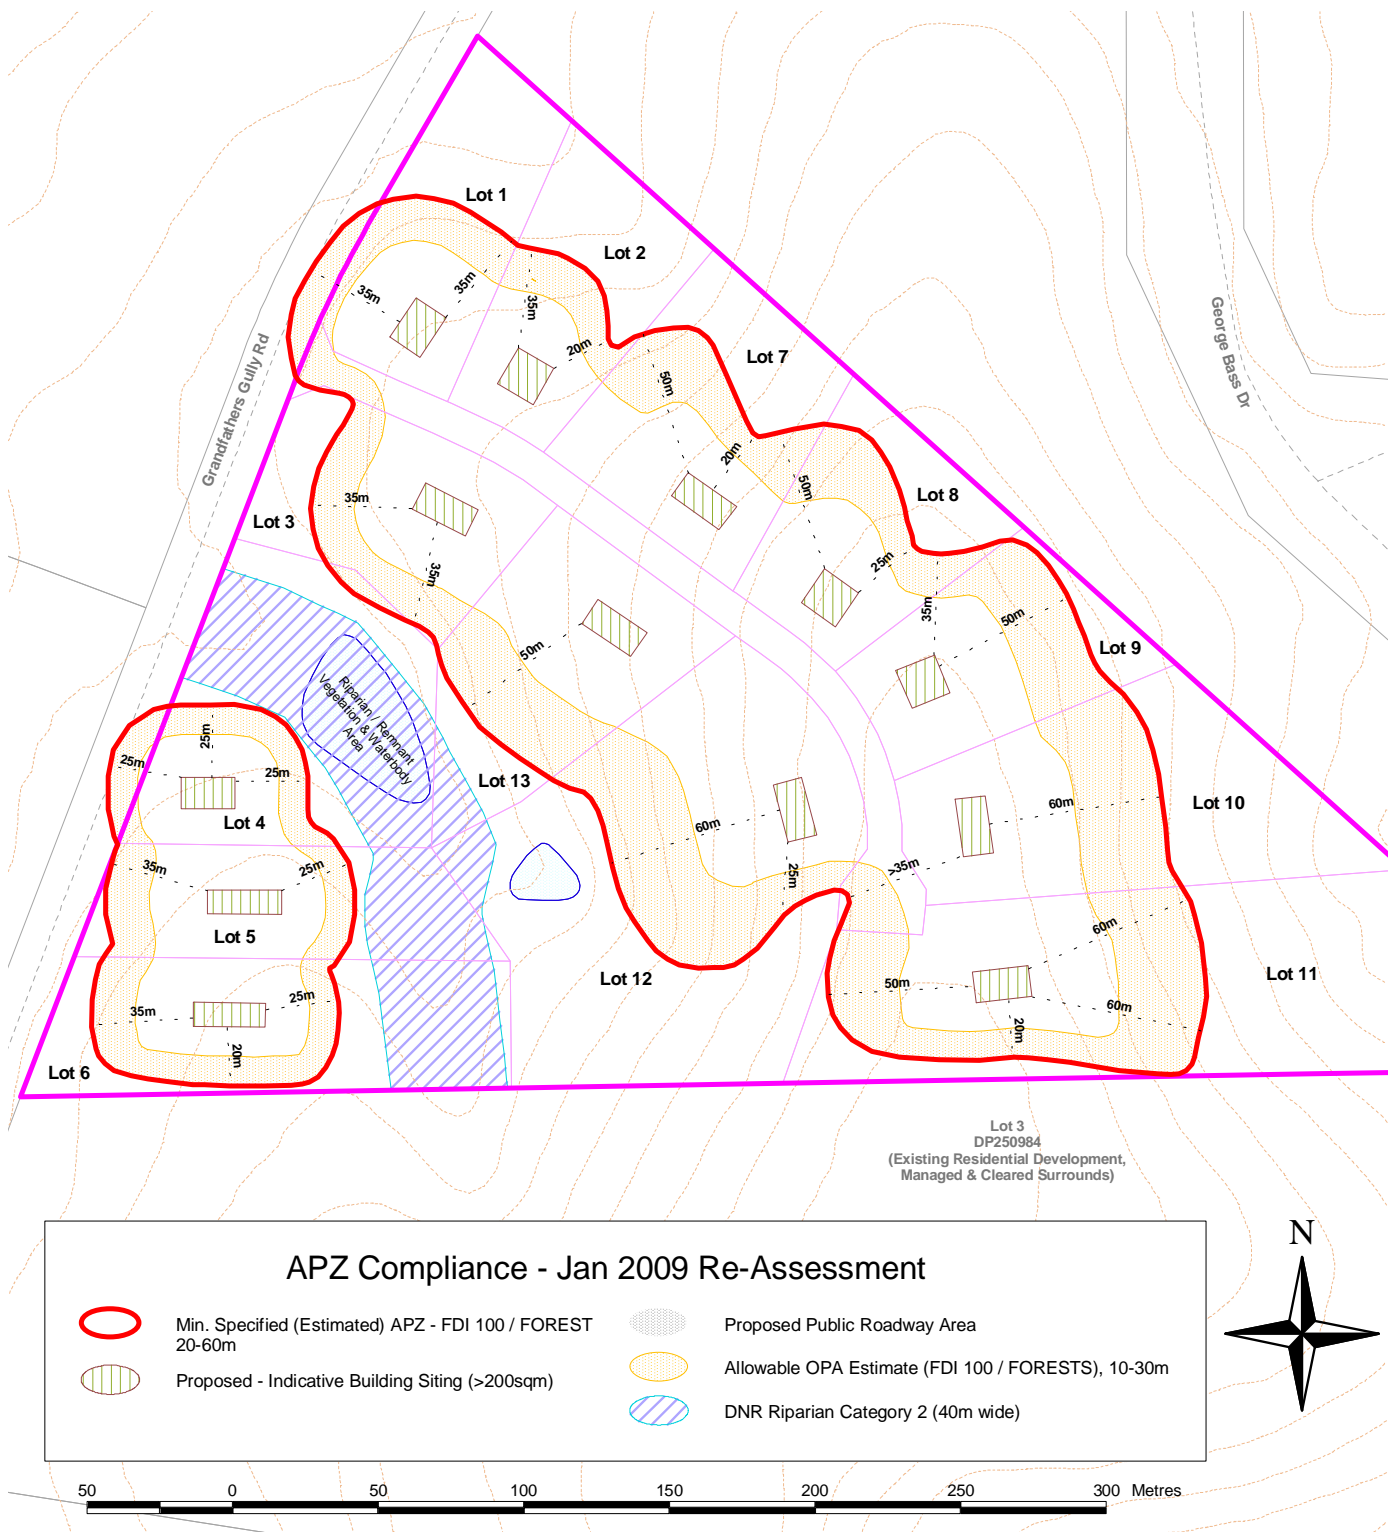 Lot 1
Lot 2
35m
35m
35m
20m
Grandfathers Gully Rd
George Bass Dr
Lot 7
50m
20m
50m
Lot 8
25m
35m
Lot 3
35m
35m
50m
50m
Lot 9
Riparian / Remnant
Vegetation & Waterbody
Area
25m
25m
25m
Lot 4
Lot 13
60m
25m
60m
>35m
Lot 10
35m
25m
Lot 5
60m
Lot 12
50m
60m
20m
Lot 11
35m
25m
20m
Lot 6
Lot 3
DP250984
(Existing Residential Development,
Managed & Cleared Surrounds)
APZ Compliance - Jan 2009 Re-Assessment
Min. Specified (Estimated) APZ - FDI 100 / FOREST
20-60m
Proposed - Indicative Building Siting (>200sqm)
Proposed Public Roadway Area
Allowable OPA Estimate (FDI 100 / FORESTS), 10-30m
DNR Riparian Category 2 (40m wide)
N
50 0 50 100 150 200 250 300 Metres